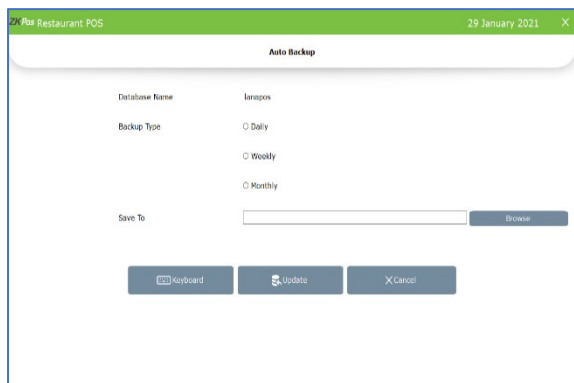 ZKPos Restaurant POS 29 January 2021 X
Auto Backup
Database Name lanapos
Backup Type Daily
Weekly
Monthly
Save To Browse
Keyboard Update Cancel